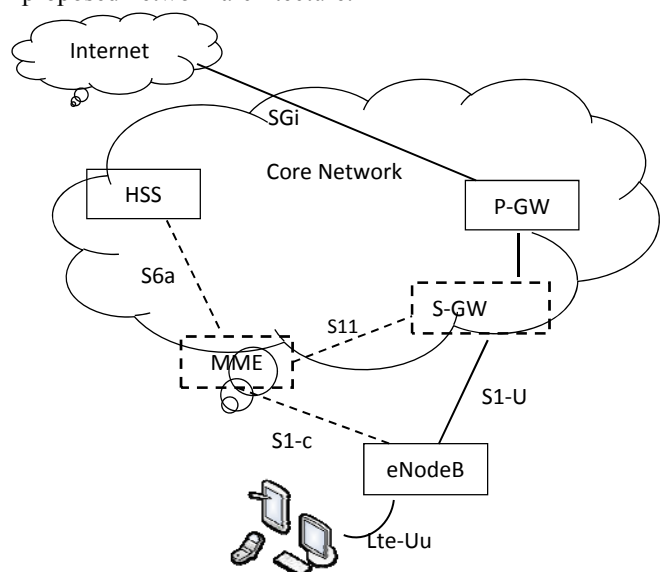 Internet
SGi
Core Network
HSS
P-GW
S6a
S-GW
S11
MME
S1-U
S1-c
eNodeB
Lte-Uu